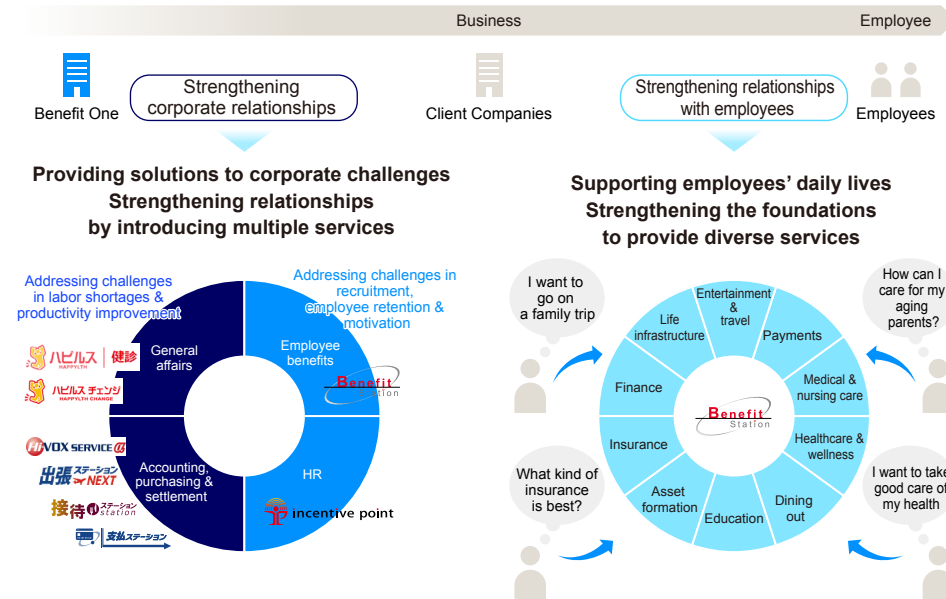 Business
Employee
Benefit One
Strengthening
corporate relationships
Client Companies
Strengthening relationships
with employees
Employees
Providing solutions to corporate challenges
Strengthening relationships
by introducing multiple services
Supporting employees' daily lives
Strengthening the foundations
to provide diverse services
Addressing challenges
in labor shortages &
productivity improvement
Addressing challenges in
recruitment,
employee retention &
motivation
General
affairs
Employee
benefits
Accounting,
purchasing &
settlement
HR
ハピルス 健診
HAPPYLTH
ハピルス チェンジ
HAPPYLTH CHANGE
HiVOX SERVICE α
出張 ステーション NEXT
接待 ステーション
station
支払ステーション
Benefit
Station
incentive point
I want to
go on
a family trip
How can I
care for my
aging
parents?
What kind of
insurance
is best?
I want to take
good care of
my health
Entertainment
&
travel
Payments
Medical &
nursing care
Healthcare &
wellness
Dining
out
Education
Asset
formation
Insurance
Finance
Life
infrastructure
Benefit
Station